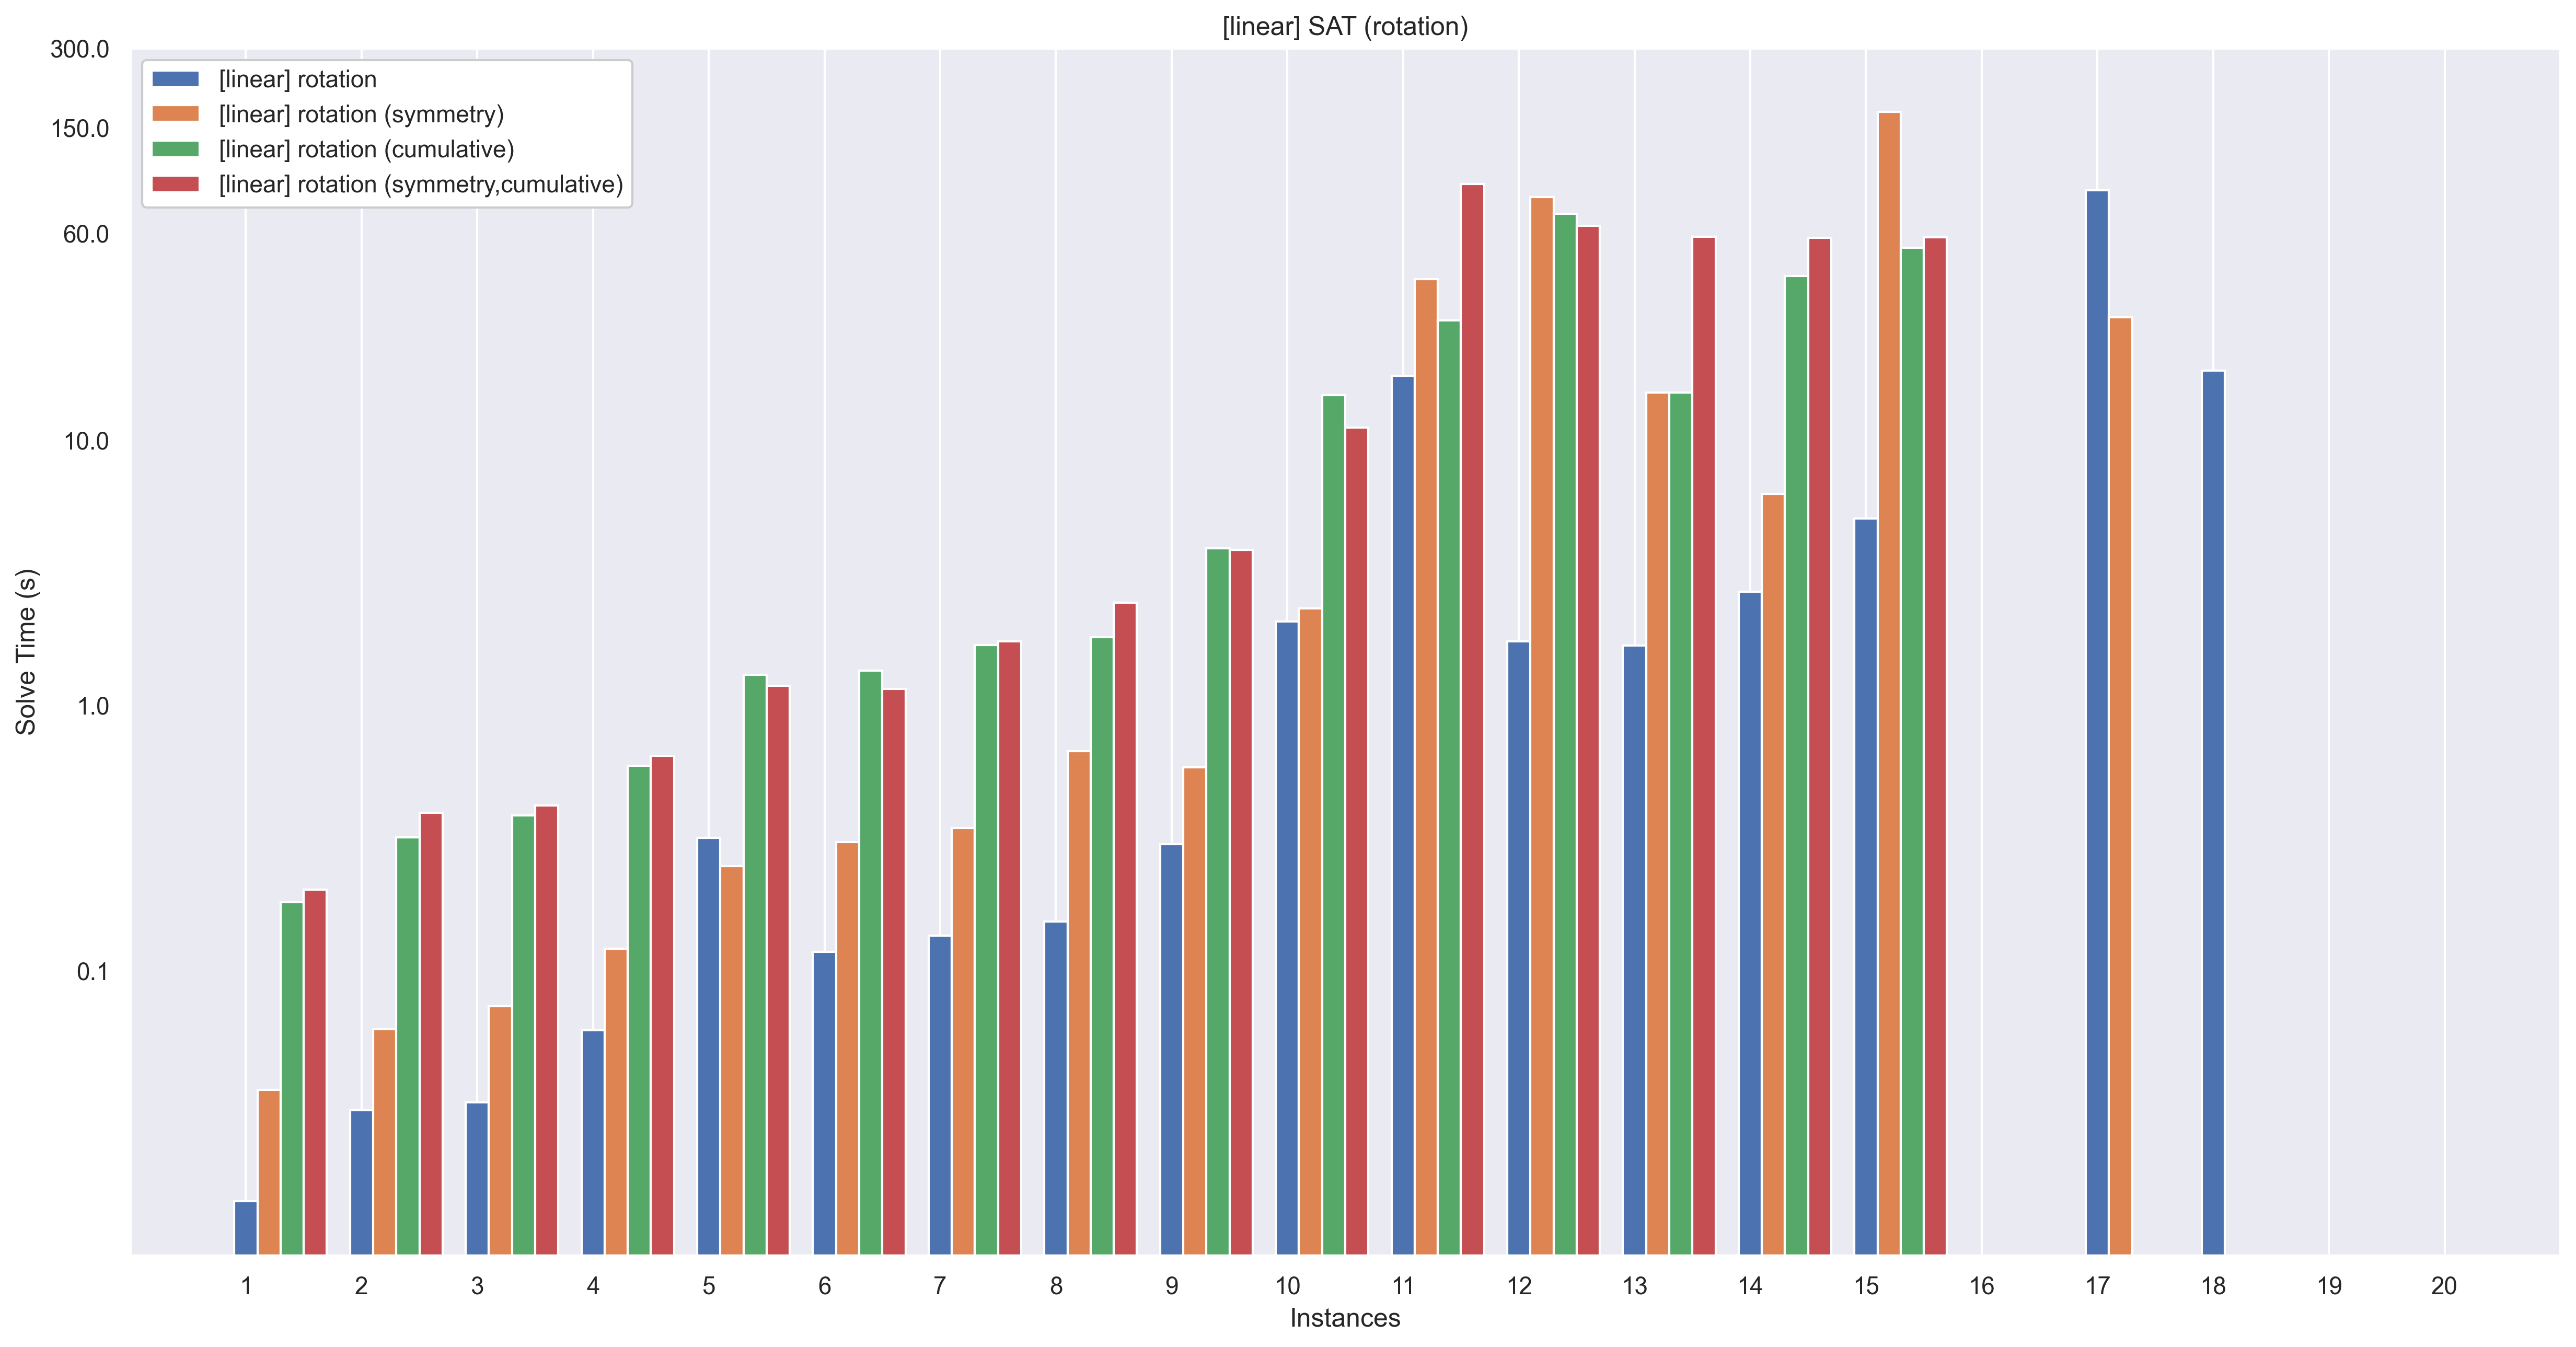 [linear] SAT (rotation)
300.0
150.0
60.0
10.0
1.0
0.1
Solve Time (s)
[linear] rotation
[linear] rotation (symmetry)
[linear] rotation (cumulative)
[linear] rotation (symmetry,cumulative)
1 2 3 4 5 6 7 8 9 10 11 12 13 14 15 16 17 18 19 20
Instances